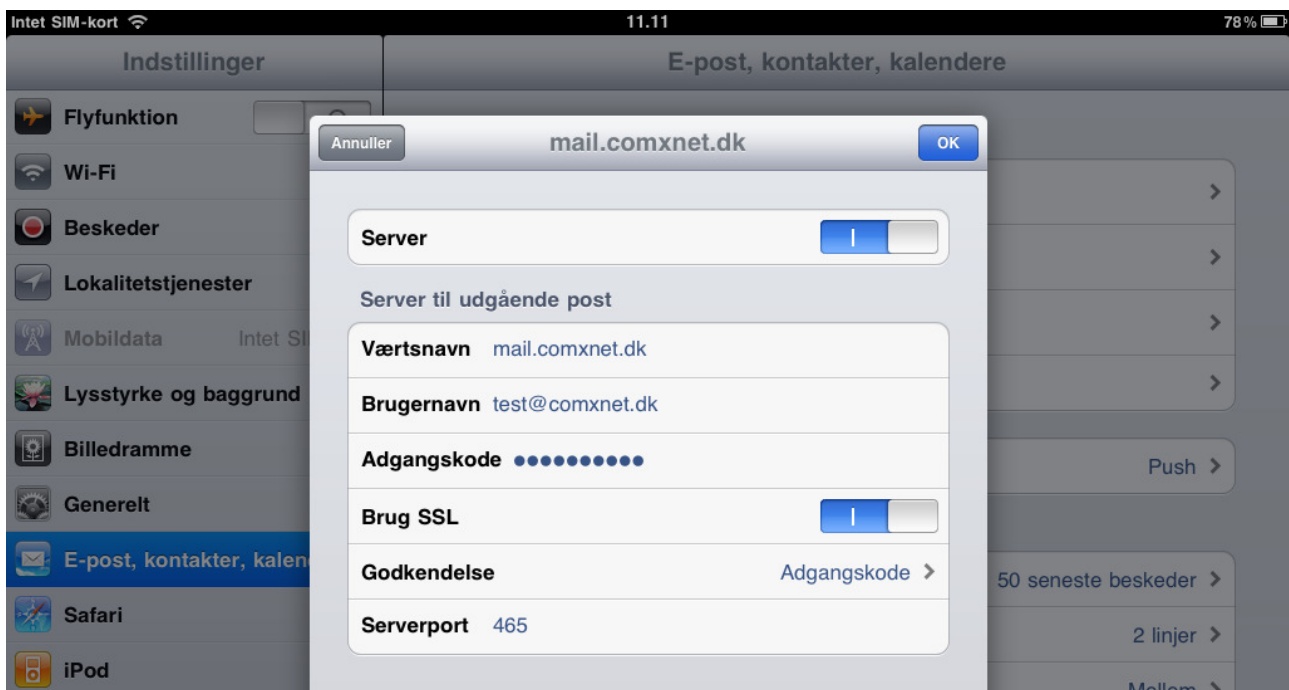 Intet SIM-kort 11.11 78%
Indstillinger
E-post, kontakter, kalendere
Flyfunktion
Annuller mail.comxnet.dk OK
Wi-Fi
Beskeder
Server
Lokalitetstjenester
Server til udgående post
Mobildata Intet
Værtsnavn mail.comxnet.dk
Lysstyrke og baggrund
Brugernavn test@comxnet.dk
Billedramme
Adgangskode ●●●●●●●●●●
Push
Generelt
Brug SSL
E-post, kontakter,
Godkendelse Adgangskode
50 seneste beskeder
Safari
Serverport 465
2 linjer
iPod